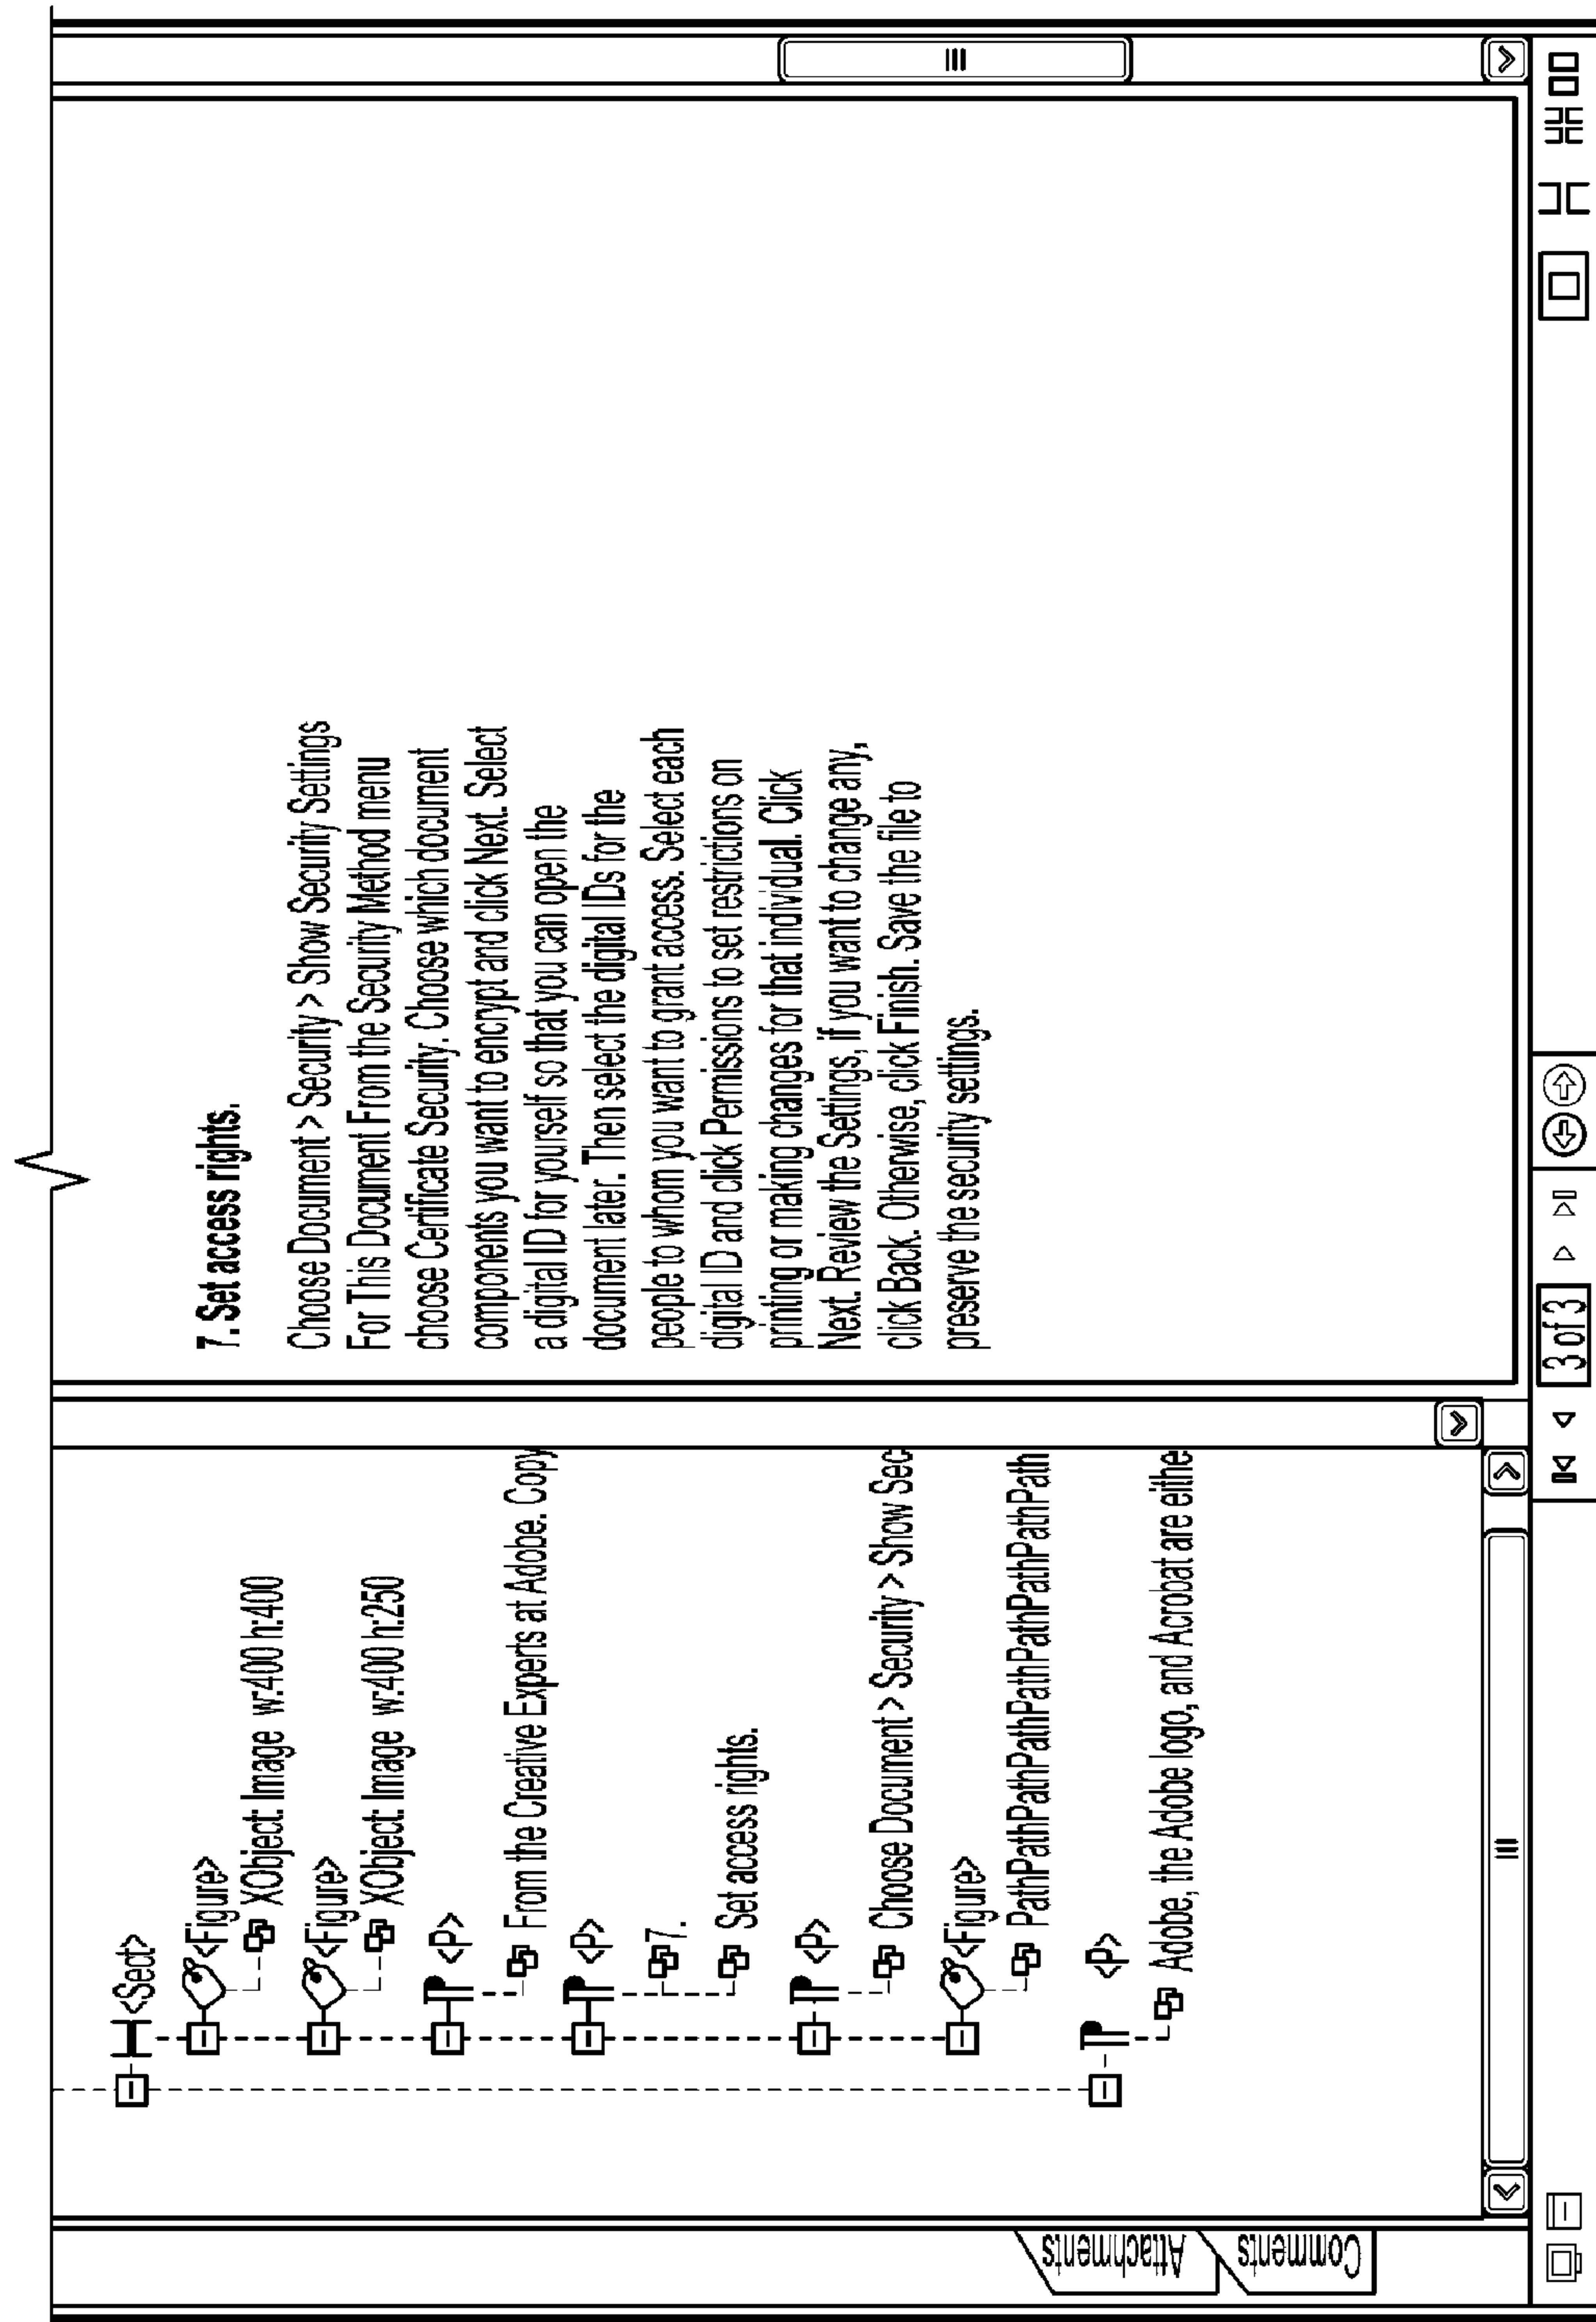 <Sect>
<Figure>
XObject: Image w:400 h:400
<Figure>
XObject: Image w:400 h:250
<P>
From the Creative Experts at Adobe. Copy
<P>
7.
Set access rights.
<P>
Choose Document > Security > Show Sec
<Figure>
PathPathPathPathPathPathPathPathPath
<P>
Adobe, the Adobe logo, and Acrobat are eithe
Attachments
Comments
7. Set access rights.
Choose Document > Security > Show Security Settings
For This Document From the Security Method menu
choose Certificate Security. Choose which document
components you want to encrypt and click Next. Select
a digital ID for yourself so that you can open the
document later. Then select the digital IDs for the
people to whom you want to grant access. Select each
digital ID and click Permissions to set restrictions on
printing or making changes for that individual. Click
Next. Review the Settings, if you want to change any,
click Back. Otherwise, click Finish. Save the file to
preserve the security settings.
3 of 3